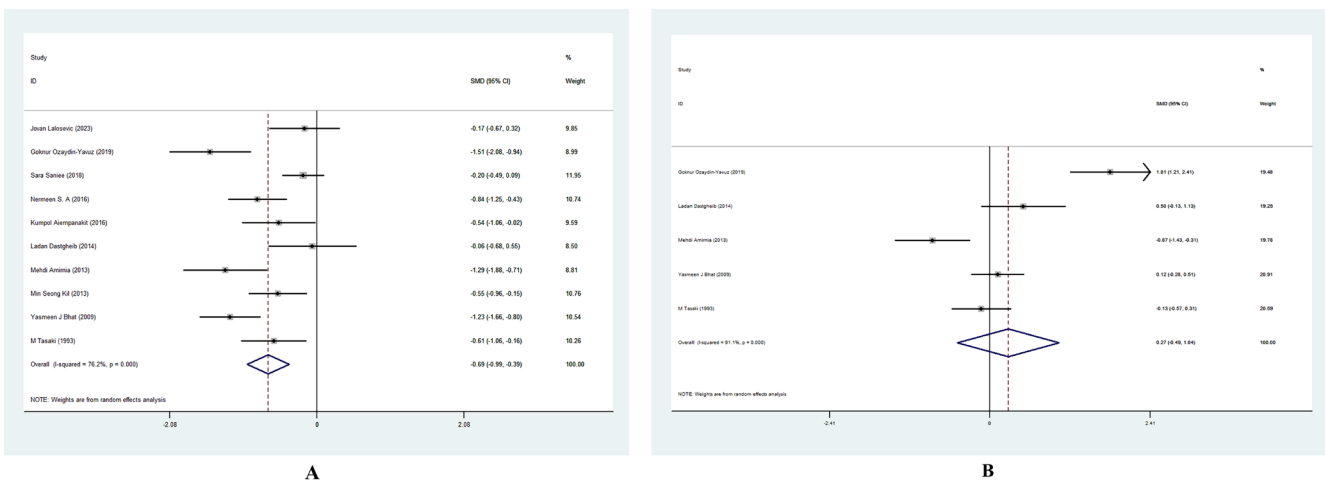 Study %
ID SMD (95% CI) Weight
Jovan Lalosevic (2023) -0.17 (-0.67, 0.32) 9.85
Goknur Ozaydin-Yavuz (2019) -1.51 (-2.08, -0.94) 8.99
Sara Saniee (2018) -0.20 (-0.49, 0.09) 11.95
Nermeen S. A (2016) -0.84 (-1.25, -0.43) 10.74
Kumpol Aiempanakit (2016) -0.54 (-1.06, -0.02) 9.59
Ladan Dastgheib (2014) -0.06 (-0.68, 0.55) 8.50
Mehdi Amirnia (2013) -1.29 (-1.88, -0.71) 8.81
Min Seong Kil (2013) -0.55 (-0.96, -0.15) 10.76
Yasmeen J Bhat (2009) -1.23 (-1.66, -0.80) 10.54
M Tasaki (1993) -0.61 (-1.06, -0.16) 10.26
Overall (I-squared = 76.2%, p = 0.000) -0.69 (-0.99, -0.39) 100.00
NOTE: Weights are from random effects analysis
-2.08 0 2.08
A
Study %
ID SMD (95% CI) Weight
Goknur Ozaydin-Yavuz (2019) 1.81 (1.21, 2.41) 19.48
Ladan Dastgheib (2014) 0.50 (-0.13, 1.13) 19.25
Mehdi Amirnia (2013) -0.87 (-1.43, -0.31) 19.76
Yasmeen J Bhat (2009) 0.12 (-0.28, 0.51) 20.91
M Tasaki (1993) -0.13 (-0.57, 0.31) 20.59
Overall (I-squared = 91.1%, p = 0.000) 0.27 (-0.49, 1.04) 100.00
NOTE: Weights are from random effects analysis
-2.41 0 2.41
B